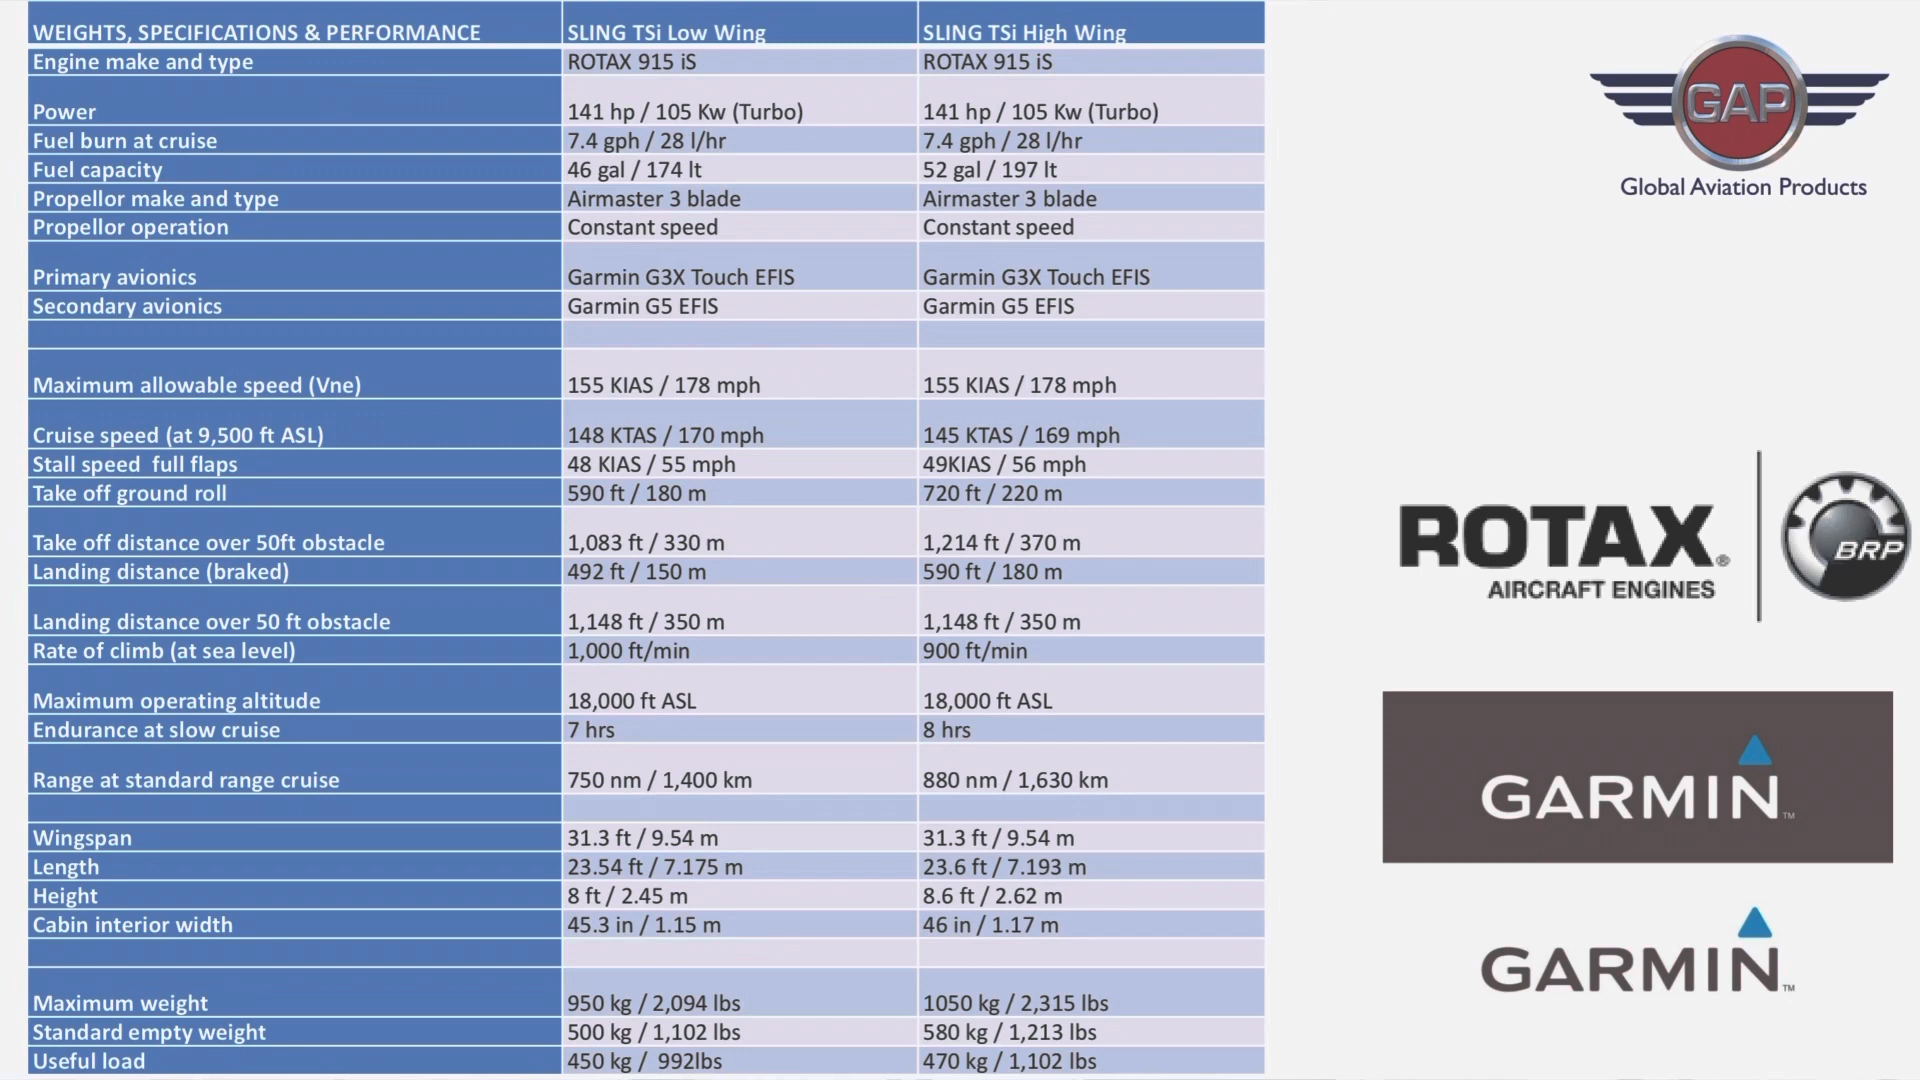 WEIGHTS, SPECIFICATIONS & PERFORMANCE SLING TSi Low Wing SLING TSi High Wing
Engine make and type ROTAX 915 iS ROTAX 915 iS
Power 141 hp / 105 Kw (Turbo) 141 hp / 105 Kw (Turbo)
Fuel burn at cruise 7.4 gph / 28 l/hr 7.4 gph / 28 l/hr
Fuel capacity 46 gal / 174 lt 52 gal / 197 lt
Propellor make and type Airmaster 3 blade Airmaster 3 blade
Propellor operation Constant speed Constant speed
Primary avionics Garmin G3X Touch EFIS Garmin G3X Touch EFIS
Secondary avionics Garmin G5 EFIS Garmin G5 EFIS
Maximum allowable speed (Vne) 155 KIAS / 178 mph 155 KIAS / 178 mph
Cruise speed (at 9,500 ft ASL) 148 KTAS / 170 mph 145 KTAS / 169 mph
Stall speed  full flaps 48 KIAS / 55 mph 49KIAS / 56 mph
Take off ground roll 590 ft / 180 m 720 ft / 220 m
Take off distance over 50ft obstacle 1,083 ft / 330 m 1,214 ft / 370 m
Landing distance (braked) 492 ft / 150 m 590 ft / 180 m
Landing distance over 50 ft obstacle 1,148 ft / 350 m 1,148 ft / 350 m
Rate of climb (at sea level) 1,000 ft/min 900 ft/min
Maximum operating altitude 18,000 ft ASL 18,000 ft ASL
Endurance at slow cruise 7 hrs 8 hrs
Range at standard range cruise 750 nm / 1,400 km 880 nm / 1,630 km
Wingspan 31.3 ft / 9.54 m 31.3 ft / 9.54 m
Length 23.54 ft / 7.175 m 23.6 ft / 7.193 m
Height 8 ft / 2.45 m 8.6 ft / 2.62 m
Cabin interior width 45.3 in / 1.15 m 46 in / 1.17 m
Maximum weight 950 kg / 2,094 lbs 1050 kg / 2,315 lbs
Standard empty weight 500 kg / 1,102 lbs 580 kg / 1,213 lbs
Useful load 450 kg /  992lbs 470 kg / 1,102 lbs
GAP
Global Aviation Products
ROTAX®
AIRCRAFT ENGINES
BRP
GARMIN™
GARMIN™